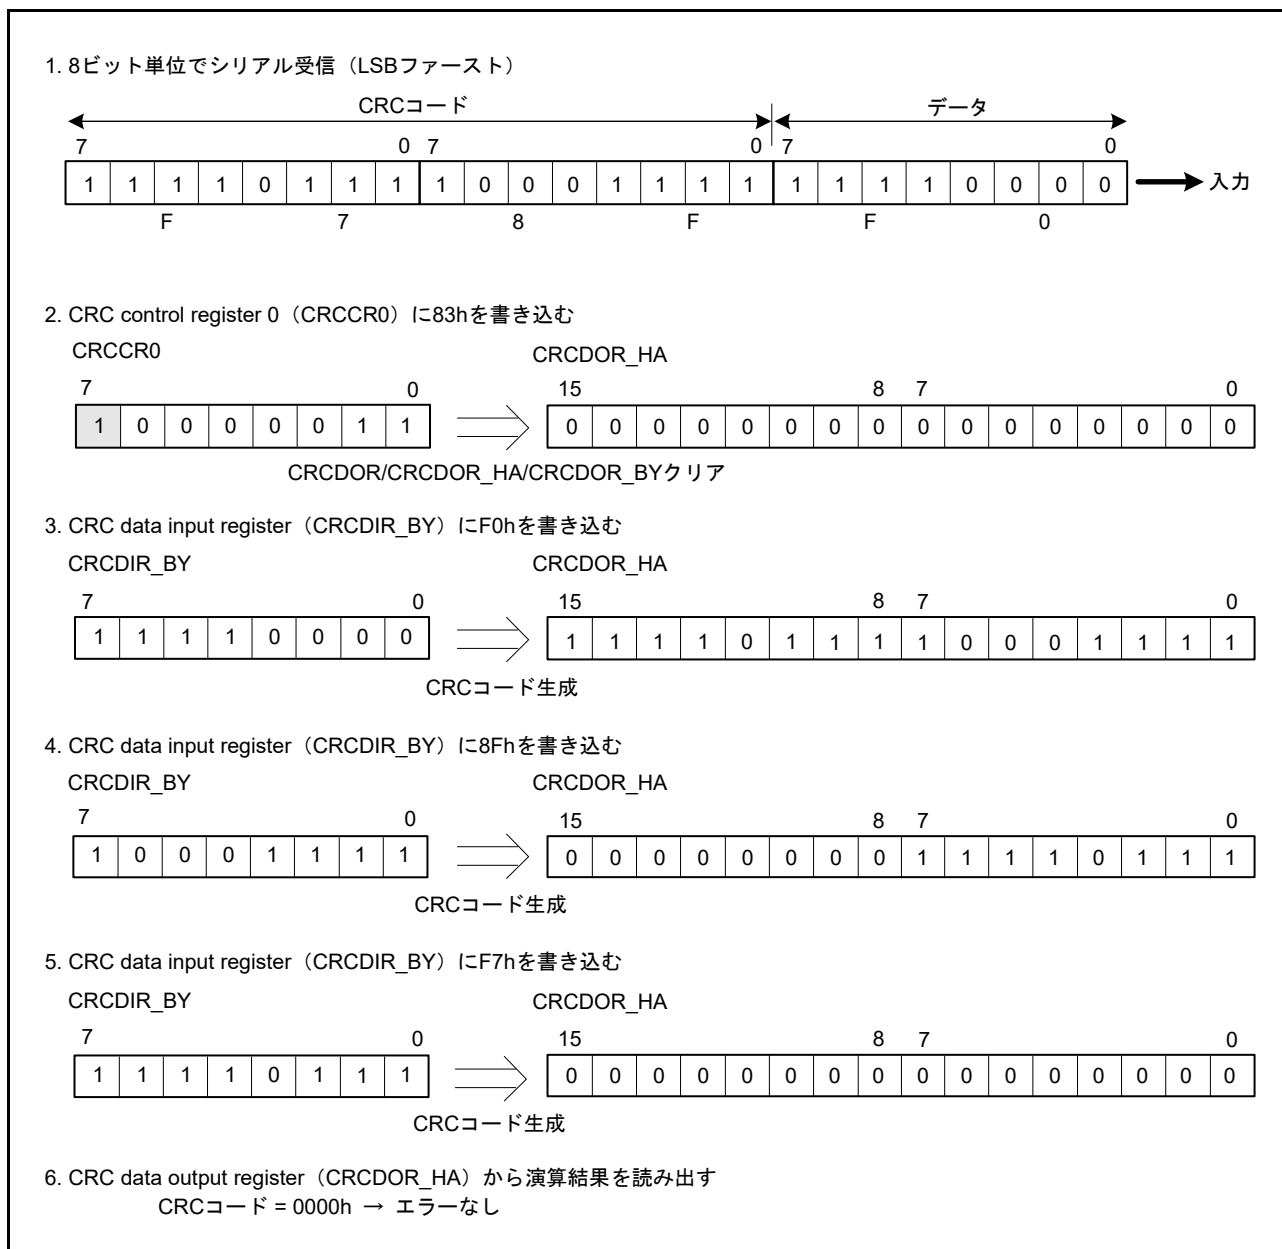 1. 8ビット単位でシリアル受信（LSBファースト）
CRCコード データ
7 0 7 0 7 0
1 1 1 1 0 1 1 1 1 0 0 0 1 1 1 1 1 1 1 1 0 0 0 0 入力
F 7 8 F F 0
2. CRC control register 0（CRCCR0）に83hを書き込む
CRCCR0 CRCDOR_HA
7 0 15 8 7 0
1 0 0 0 0 0 1 1 0 0 0 0 0 0 0 0 0 0 0 0 0 0 0 0
CRCDOR/CRCDOR_HA/CRCDOR_BYクリア
3. CRC data input register（CRCDIR_BY）にF0hを書き込む
CRCDIR_BY CRCDOR_HA
7 0 15 8 7 0
1 1 1 1 0 0 0 0 1 1 1 1 0 1 1 1 1 0 0 0 1 1 1 1
CRCコード生成
4. CRC data input register（CRCDIR_BY）に8Fhを書き込む
CRCDIR_BY CRCDOR_HA
7 0 15 8 7 0
1 0 0 0 1 1 1 1 0 0 0 0 0 0 0 0 1 1 1 1 0 1 1 1
CRCコード生成
5. CRC data input register（CRCDIR_BY）にF7hを書き込む
CRCDIR_BY CRCDOR_HA
7 0 15 8 7 0
1 1 1 1 0 1 1 1 0 0 0 0 0 0 0 0 0 0 0 0 0 0 0 0
CRCコード生成
6. CRC data output register（CRCDOR_HA）から演算結果を読み出す
CRCコード = 0000h → エラーなし